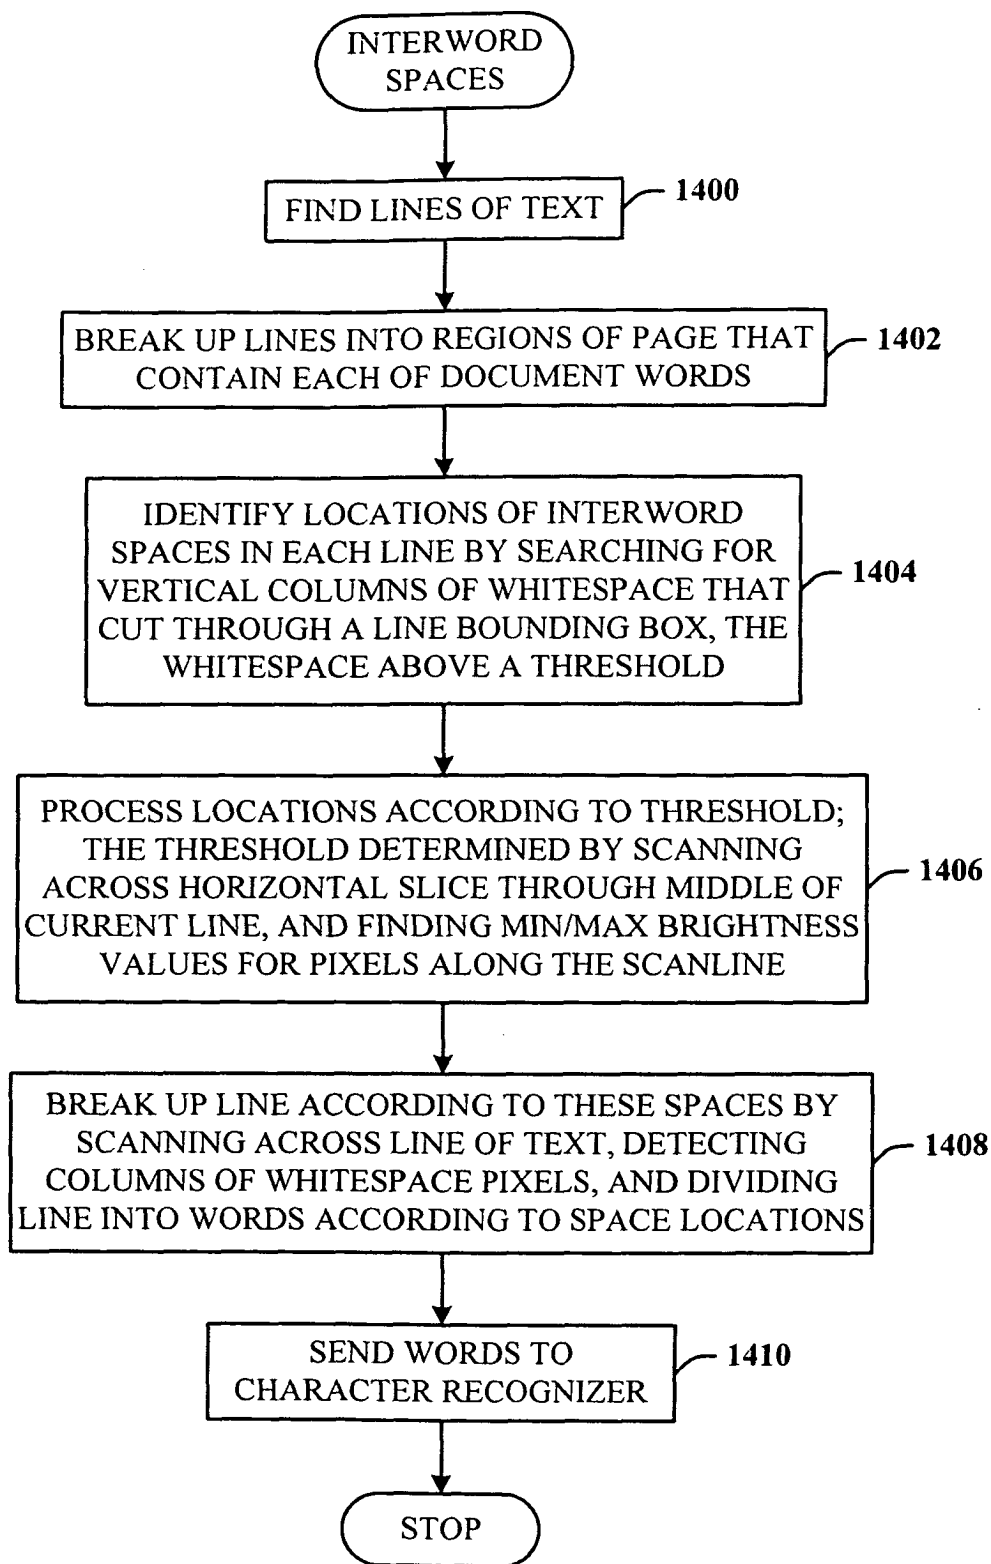 INTERWORD
SPACES
FIND LINES OF TEXT
1400
BREAK UP LINES INTO REGIONS OF PAGE THAT
CONTAIN EACH OF DOCUMENT WORDS
1402
IDENTIFY LOCATIONS OF INTERWORD
SPACES IN EACH LINE BY SEARCHING FOR
VERTICAL COLUMNS OF WHITESPACE THAT
CUT THROUGH A LINE BOUNDING BOX, THE
WHITESPACE ABOVE A THRESHOLD
1404
PROCESS LOCATIONS ACCORDING TO THRESHOLD;
THE THRESHOLD DETERMINED BY SCANNING
ACROSS HORIZONTAL SLICE THROUGH MIDDLE OF
CURRENT LINE, AND FINDING MIN/MAX BRIGHTNESS
VALUES FOR PIXELS ALONG THE SCANLINE
1406
BREAK UP LINE ACCORDING TO THESE SPACES BY
SCANNING ACROSS LINE OF TEXT, DETECTING
COLUMNS OF WHITESPACE PIXELS, AND DIVIDING
LINE INTO WORDS ACCORDING TO SPACE LOCATIONS
1408
SEND WORDS TO
CHARACTER RECOGNIZER
1410
STOP